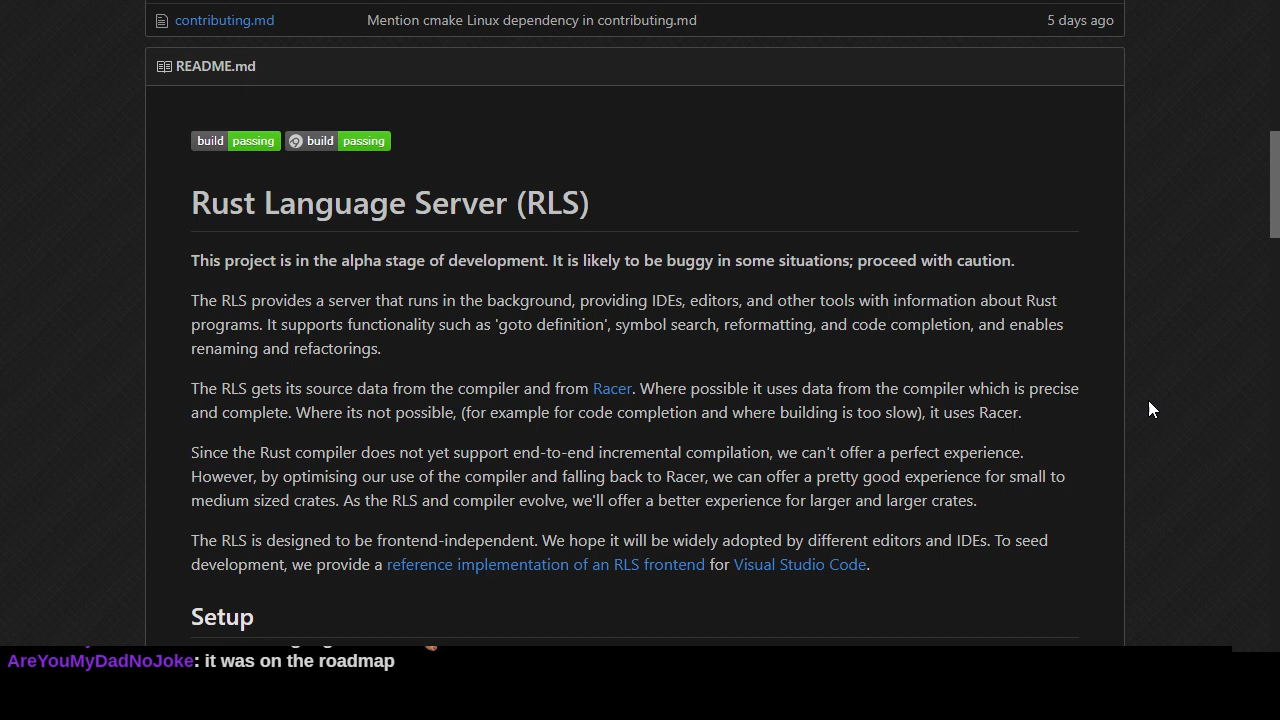 contributing.md Mention cmake Linux dependency in contributing.md 5 days ago
README.md
build passing build passing
Rust Language Server (RLS)
This project is in the alpha stage of development. It is likely to be buggy in some situations; proceed with caution.
The RLS provides a server that runs in the background, providing IDEs, editors, and other tools with information about Rust
programs. It supports functionality such as 'goto definition', symbol search, reformatting, and code completion, and enables
renaming and refactorings.
The RLS gets its source data from the compiler and from Racer. Where possible it uses data from the compiler which is precise
and complete. Where its not possible, (for example for code completion and where building is too slow), it uses Racer.
Since the Rust compiler does not yet support end-to-end incremental compilation, we can't offer a perfect experience.
However, by optimising our use of the compiler and falling back to Racer, we can offer a pretty good experience for small to
medium sized crates. As the RLS and compiler evolve, we'll offer a better experience for larger and larger crates.
The RLS is designed to be frontend-independent. We hope it will be widely adopted by different editors and IDEs. To seed
development, we provide a reference implementation of an RLS frontend for Visual Studio Code.
Setup
AreYouMyDadNoJoke: it was on the roadmap